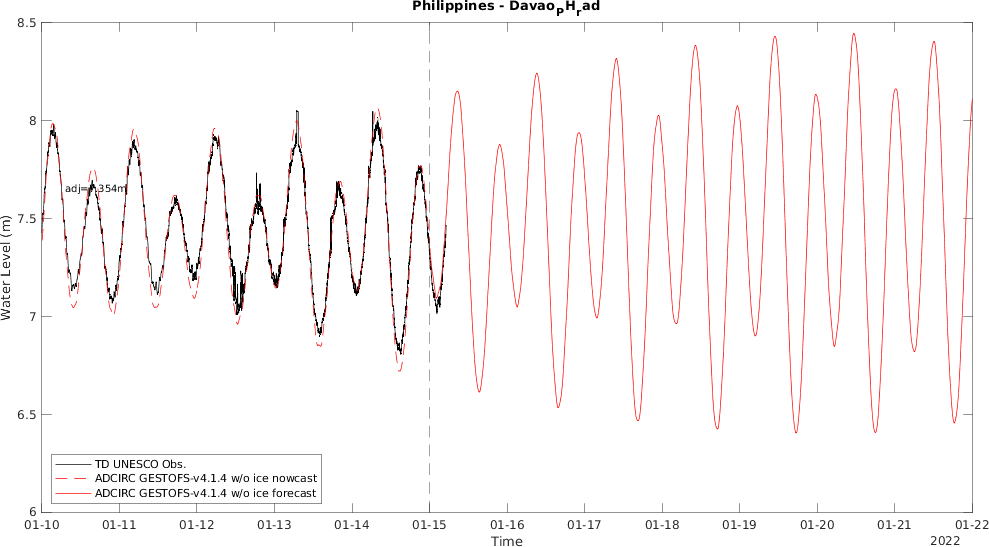 Philippines - Davao_pH_rad
8.5
8
7.5
7
6.5
6
Water Level (m)
354m
TD UNESCO Obs.
ADCIRC GESTOFS-v4.1.4 w/o ice nowcast
ADCIRC GESTOFS-v4.1.4 w/o ice forecast
01-10 01-11 01-12 01-13 01-14 01-15 01-16 01-17 01-18 01-19 01-20 01-21 01-22
Time
2022